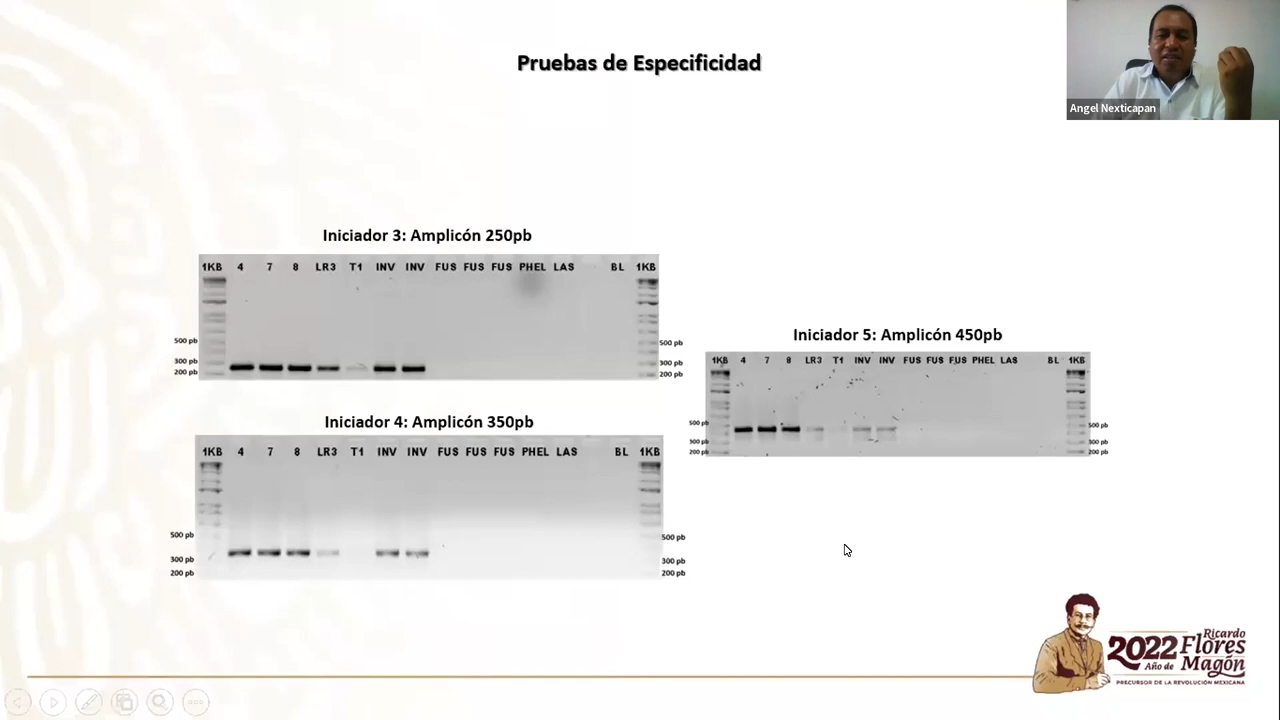 Pruebas de Especificidad
Angel Nexticapan
Iniciador 3: Amplicón 250pb
1KB 4 7 8 LR3 T1 INV INV FUS FUS FUS PHEL LAS BL 1KB
500 pb 500 pb
300 pb 300 pb
200 pb 200 pb
Iniciador 4: Amplicón 350pb
1KB 4 7 8 LR3 T1 INV INV FUS FUS FUS PHEL LAS BL 1KB
500 pb 500 pb
300 pb 300 pb
200 pb 200 pb
Iniciador 5: Amplicón 450pb
1KB 4 7 8 LR3 T1 INV INV FUS FUS FUS PHEL LAS BL 1KB
500 pb 500 pb
300 pb 300 pb
200 pb 200 pb
2022 Ricardo
Flores
Año de Magón
PRECURSOR DE LA REVOLUCIÓN MEXICANA